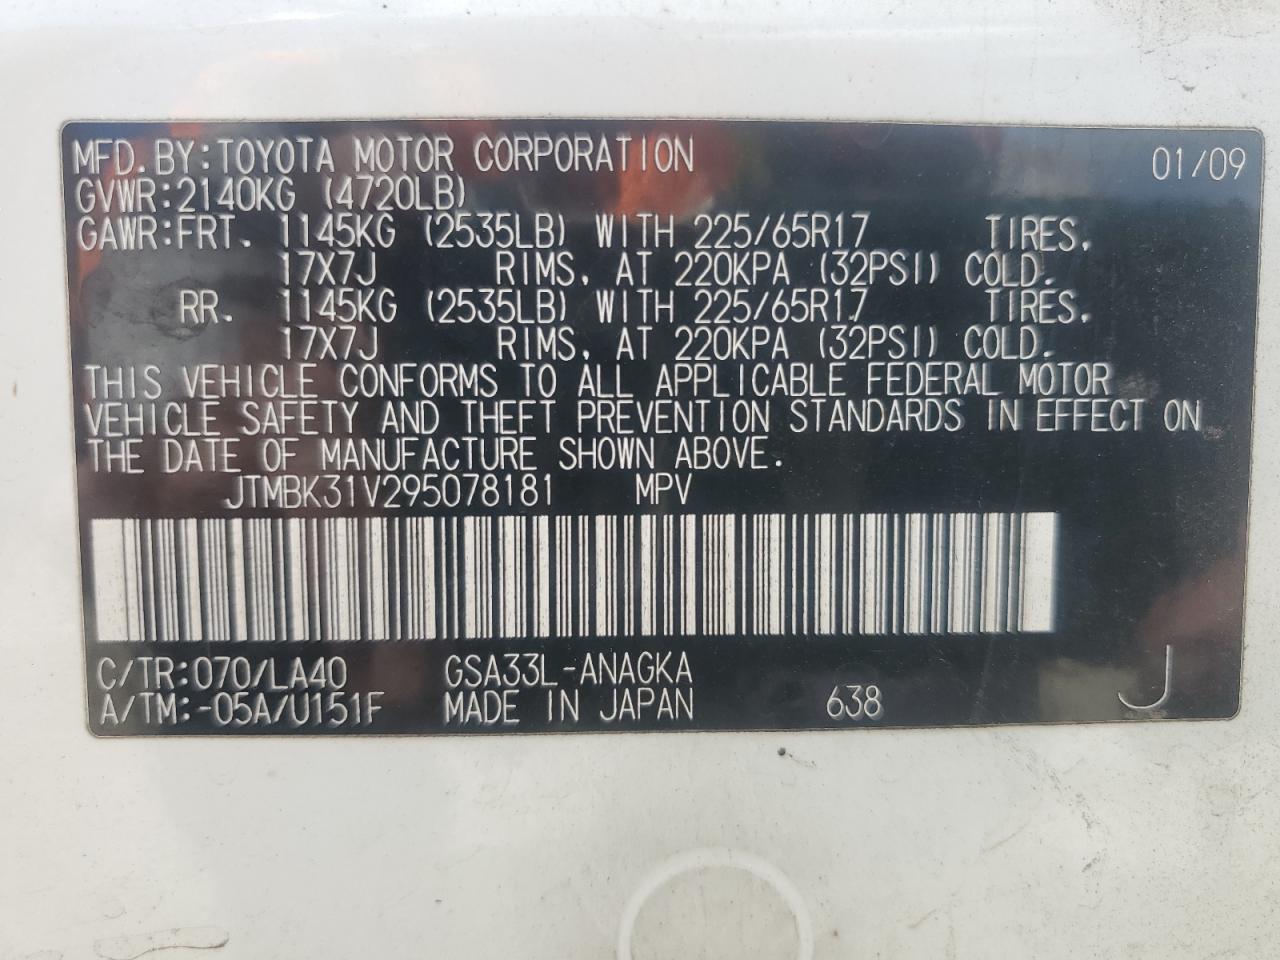 MFD.BY:TOYOTA MOTOR CORPORATION 01/09
GVWR:2140KG (4720LB)
GAWR:FRT. 1145KG (2535LB) WITH 225/65R17 TIRES,
17X7J RIMS, AT 220KPA (32PSI) COLD.
RR. 1145KG (2535LB) WITH 225/65R17 TIRES,
17X7J RIMS, AT 220KPA (32PSI) COLD.
THIS VEHICLE CONFORMS TO ALL APPLICABLE FEDERAL MOTOR
VEHICLE SAFETY AND THEFT PREVENTION STANDARDS IN EFFECT ON
THE DATE OF MANUFACTURE SHOWN ABOVE.
JTMBK31V295078181 MPV
C/TR:070/LA40 GSA33L-ANAGKA
A/TM:-05A/U151F MADE IN JAPAN 638 J